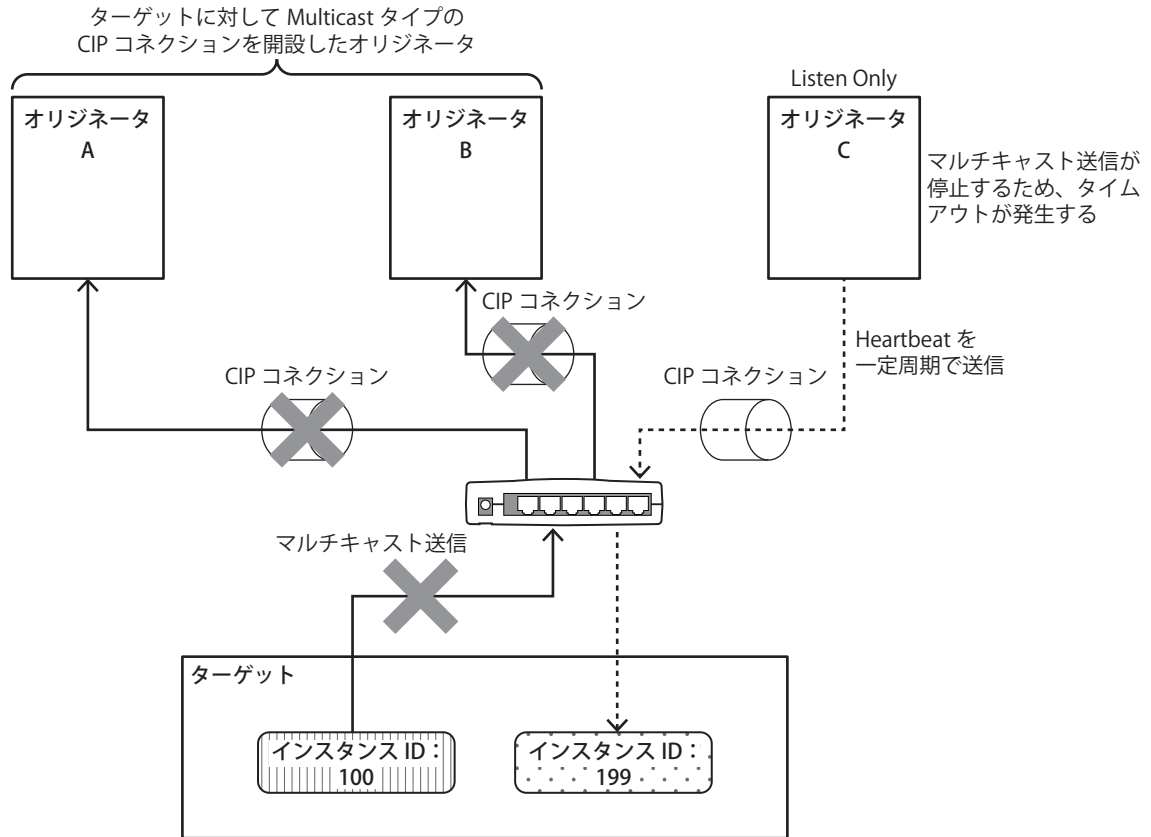 ターゲットに対して Multicast タイプの
CIP コネクションを開設したオリジネータ
Listen Only
オリジネータ
A
オリジネータ
B
オリジネータ
C
マルチキャスト送信が
停止するため、タイム
アウトが発生する
CIP コネクション
Heartbeat を
一定周期で送信
CIP コネクション
CIP コネクション
マルチキャスト送信
ターゲット
インスタンス ID：
100
インスタンス ID：
199